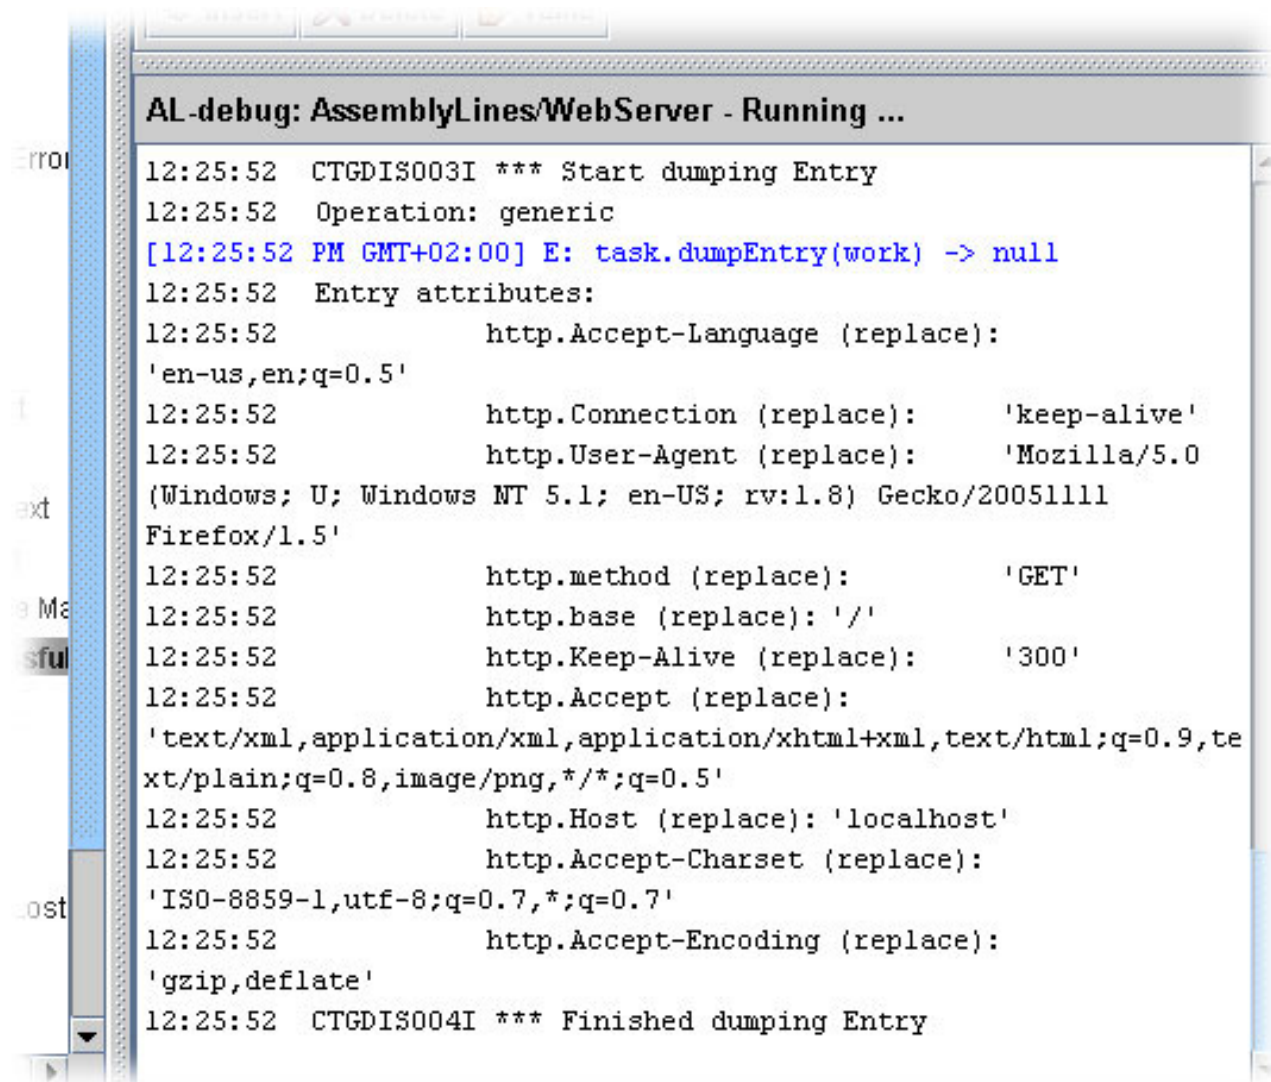 AL-debug: AssemblyLines/WebServer - Running ...
Error
12:25:52 CTGDIS003I *** Start dumping Entry
12:25:52 Operation: generic
[12:25:52 PM GMT+02:00] E: task.dumpEntry(work) -> null
12:25:52 Entry attributes:
12:25:52 http.Accept-Language (replace):
'en-us,en;q=0.5'
12:25:52 http.Connection (replace): 'keep-alive'
12:25:52 http.User-Agent (replace): 'Mozilla/5.0
(Windows; U; Windows NT 5.1; en-US; rv:1.8) Gecko/20051111
Firefox/1.5'
12:25:52 http.method (replace): 'GET'
12:25:52 http.base (replace): '/'
Ma
12:25:52 http.Keep-Alive (replace): '300'
sful
12:25:52 http.Accept (replace):
'text/xml,application/xml,application/xhtml+xml,text/html;q=0.9,te
xt/plain;q=0.8,image/png,*/*;q=0.5'
12:25:52 http.Host (replace): 'localhost'
12:25:52 http.Accept-Charset (replace):
'ISO-8859-1,utf-8;q=0.7,*;q=0.7'
Lost
12:25:52 http.Accept-Encoding (replace):
'gzip,deflate'
12:25:52 CTGDIS004I *** Finished dumping Entry